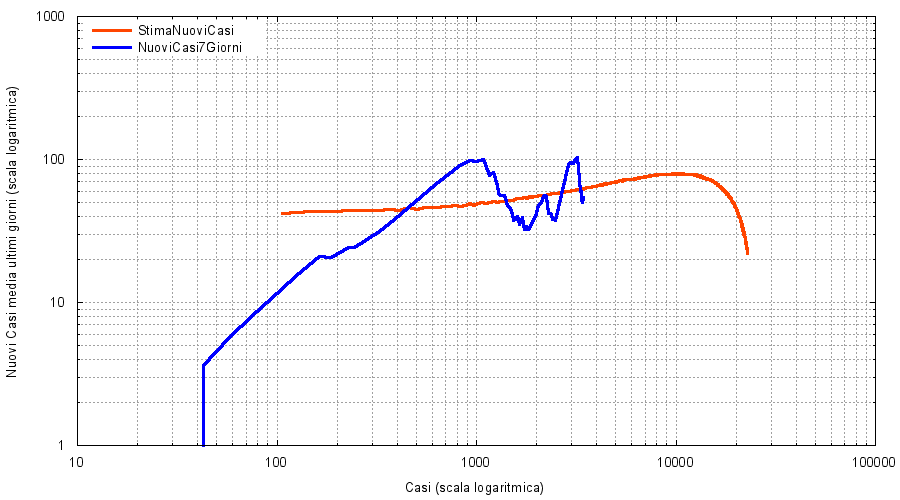 1000
StimaNuoviCasi
NuoviCasi7Giorni
100
10
1
Nuovi Casi media ultimi giorni (scala logaritmica)
10 100 1000 10000 100000
Casi (scala logaritmica)